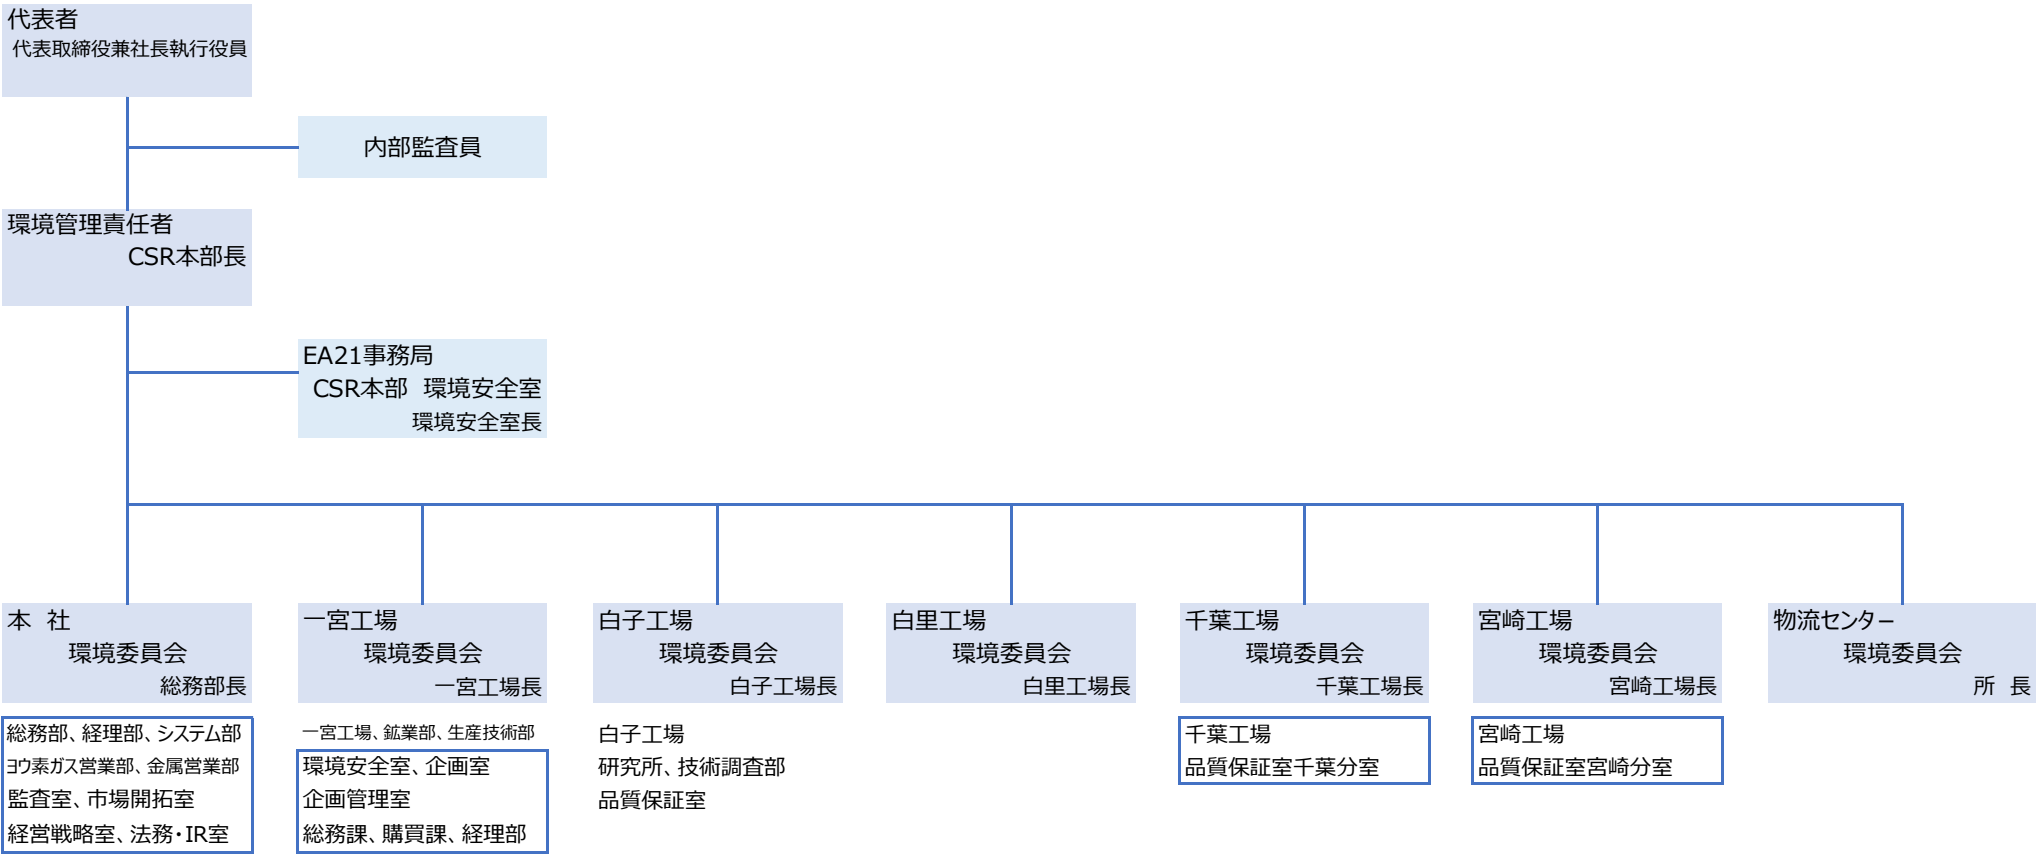 代表者
代表取締役兼社長執行役員
内部監査員
環境管理責任者
CSR本部長
EA21事務局
CSR本部　環境安全室
環境安全室長
本　社
環境委員会
総務部長
総務部、経理部、システム部
ヨウ素ガス営業部、金属営業部
監査室、市場開拓室
経営戦略室、法務・IR室
一宮工場
環境委員会
一宮工場長
一宮工場、鉱業部、生産技術部
環境安全室、企画室
企画管理室
総務課、購買課、経理部
白子工場
環境委員会
白子工場長
白子工場
研究所、技術調査部
品質保証室
白里工場
環境委員会
白里工場長
千葉工場
環境委員会
千葉工場長
千葉工場
品質保証室千葉分室
宮崎工場
環境委員会
宮崎工場長
宮崎工場
品質保証室宮崎分室
物流センター
環境委員会
所　長